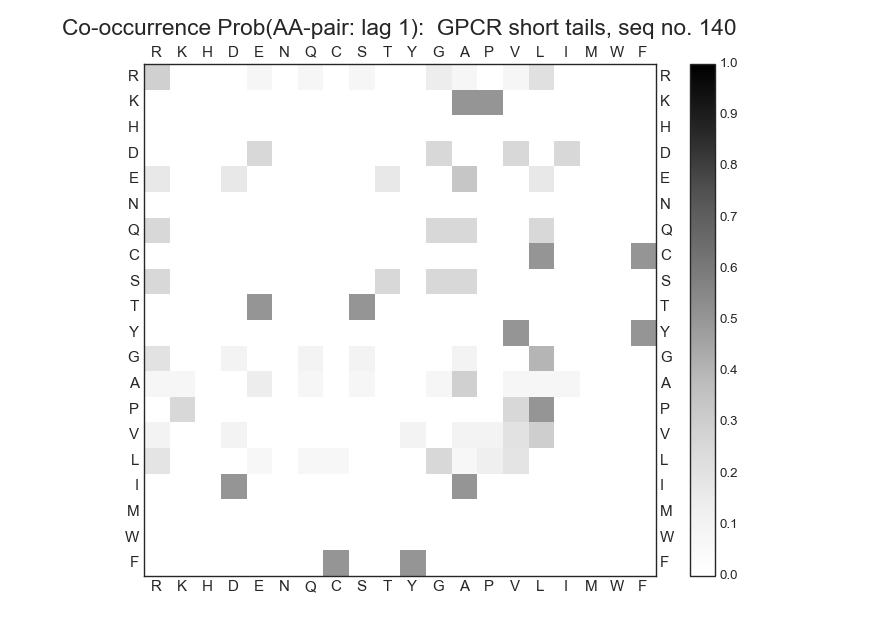 Co-occurrence Prob(AA-pair: lag 1):  GPCR short tails, seq no. 140
R K H D E N Q C S T Y G A P V L I M W F
R R 1.0
K K 0.9
H H
D D 0.8
E E
N N 0.7
Q Q
C C 0.6
S S
T T 0.5
Y Y
G G 0.4
A A
P P 0.3
V V
L L 0.2
I I
M M 0.1
W W
F F 0.0
R K H D E N Q C S T Y G A P V L I M W F